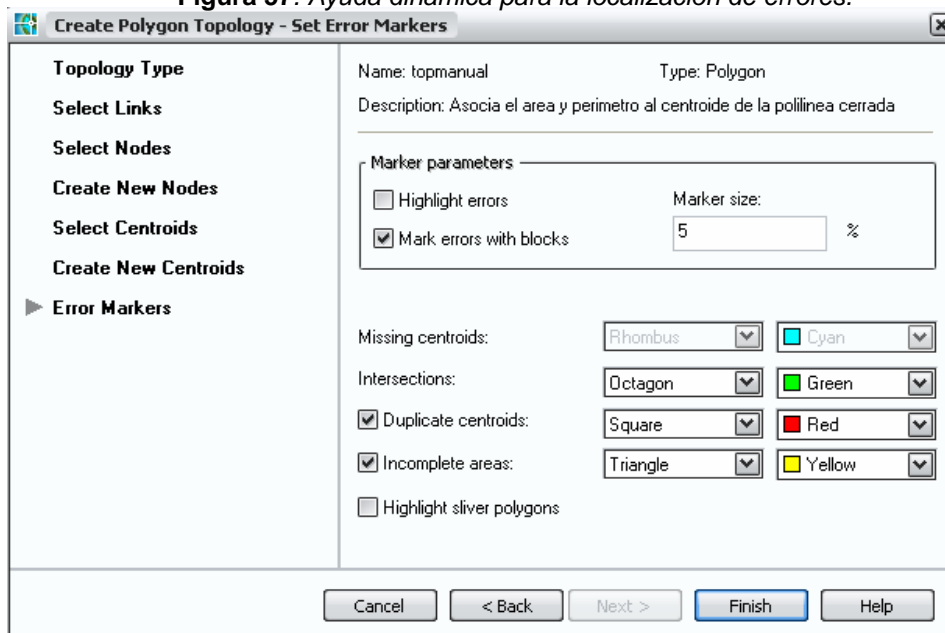 Figura 37. Ayuda dinámica para la localización de errores.
Create Polygon Topology - Set Error Markers
Topology Type
Select Links
Select Nodes
Create New Nodes
Select Centroids
Create New Centroids
Error Markers
Name: topmanual Type: Polygon
Description: Asocia el area y perimetro al centroide de la polilinea cerrada
Marker parameters
Highlight errors Marker size:
Mark errors with blocks 5 %
Missing centroids: Rhombus Cyan
Intersections: Octagon Green
Duplicate centroids: Square Red
Incomplete areas: Triangle Yellow
Highlight sliver polygons
Cancel < Back Next > Finish Help